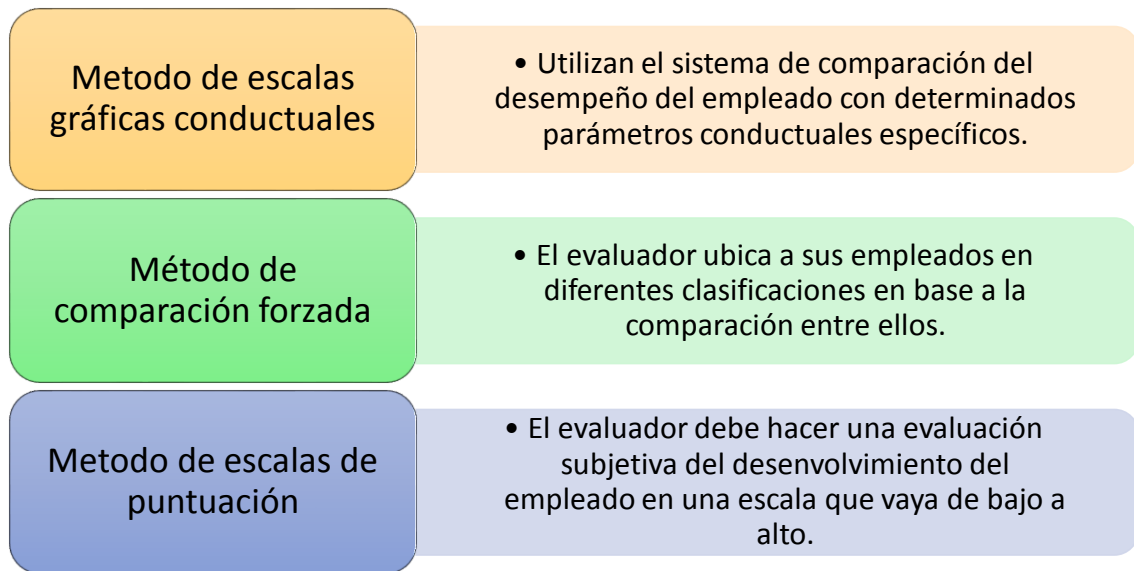 Metodo de escalas
gráficas conductuales
• Utilizan el sistema de comparación del
desempeño del empleado con determinados
parámetros conductuales específicos.
Método de
comparación forzada
• El evaluador ubica a sus empleados en
diferentes clasificaciones en base a la
comparación entre ellos.
Metodo de escalas de
puntuación
• El evaluador debe hacer una evaluación
subjetiva del desenvolvimiento del
empleado en una escala que vaya de bajo a
alto.